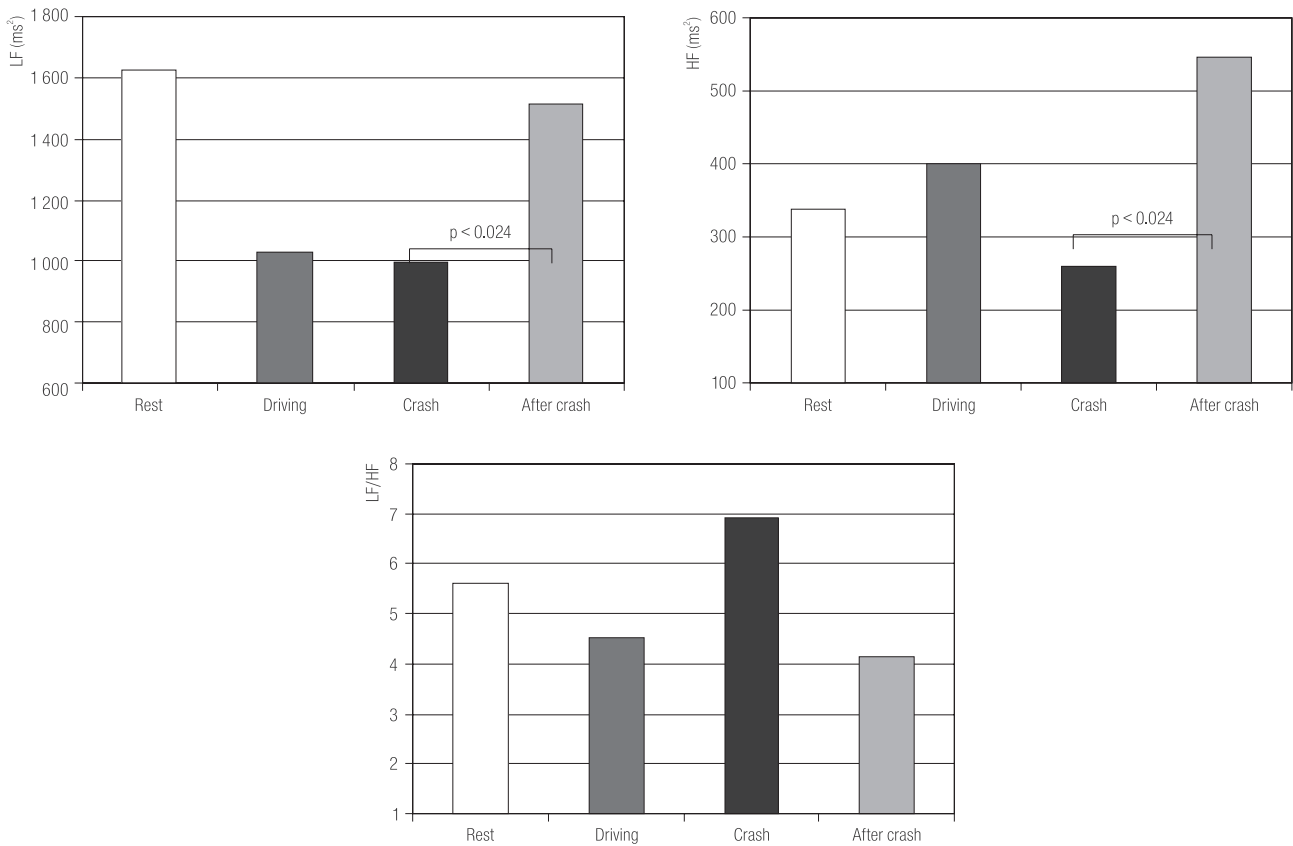 LF (ms²)
1 800
1 600
1 400
1 200
1 000
800
600
p < 0.024
Rest Driving Crash After crash
HF (ms²)
600
500
400
300
200
100
p < 0.024
Rest Driving Crash After crash
LF/HF
8
7
6
5
4
3
2
1
Rest Driving Crash After crash